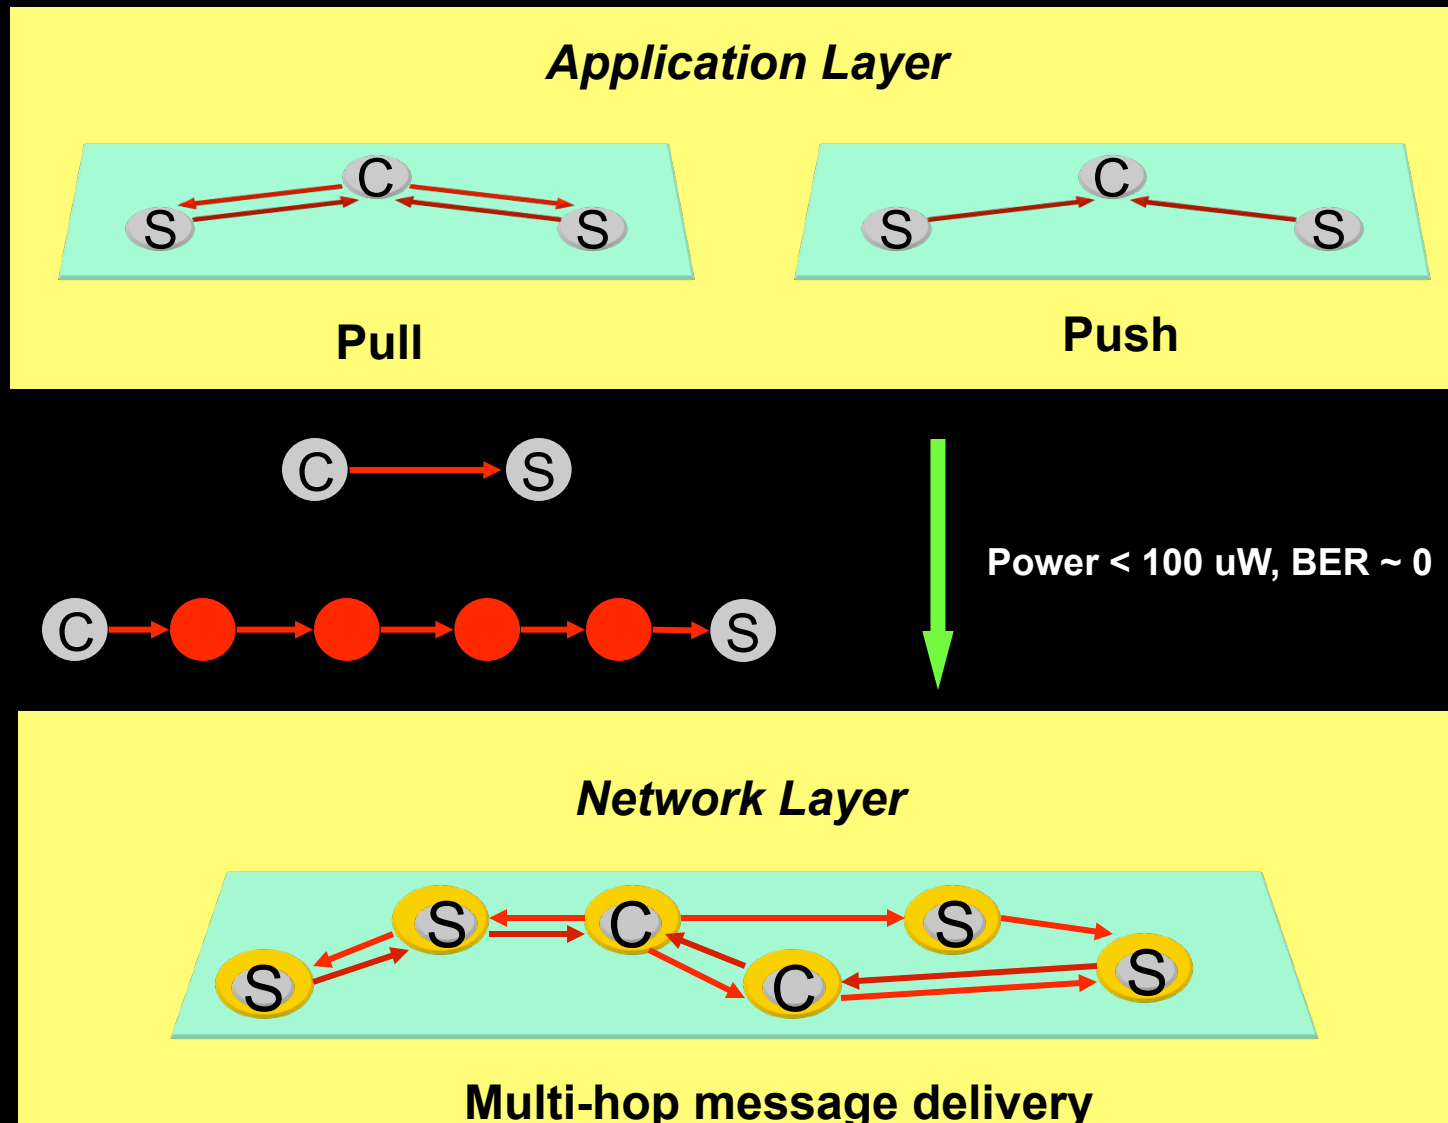 Application Layer
C
S S
C
S S
Pull
Push
C S
Power < 100 uW, BER ~ 0
C S
Network Layer
S C S
S C S
Multi-hop message delivery